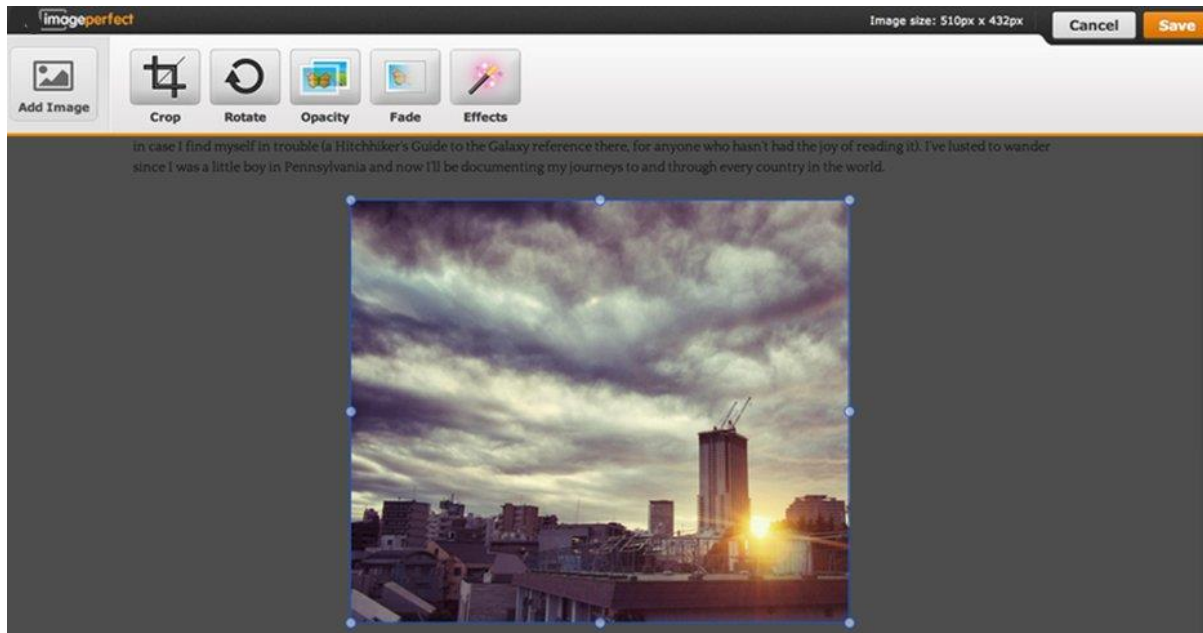 imageperfect
Image size: 510px x 432px
Cancel
Save
Add Image
Crop
Rotate
Opacity
Fade
Effects
in case I find myself in trouble (a Hitchhiker's Guide to the Galaxy reference there, for anyone who hasn't had the joy of reading it). I've lusted to wander
since I was a little boy in Pennsylvania and now I'll be documenting my journeys to and through every country in the world.